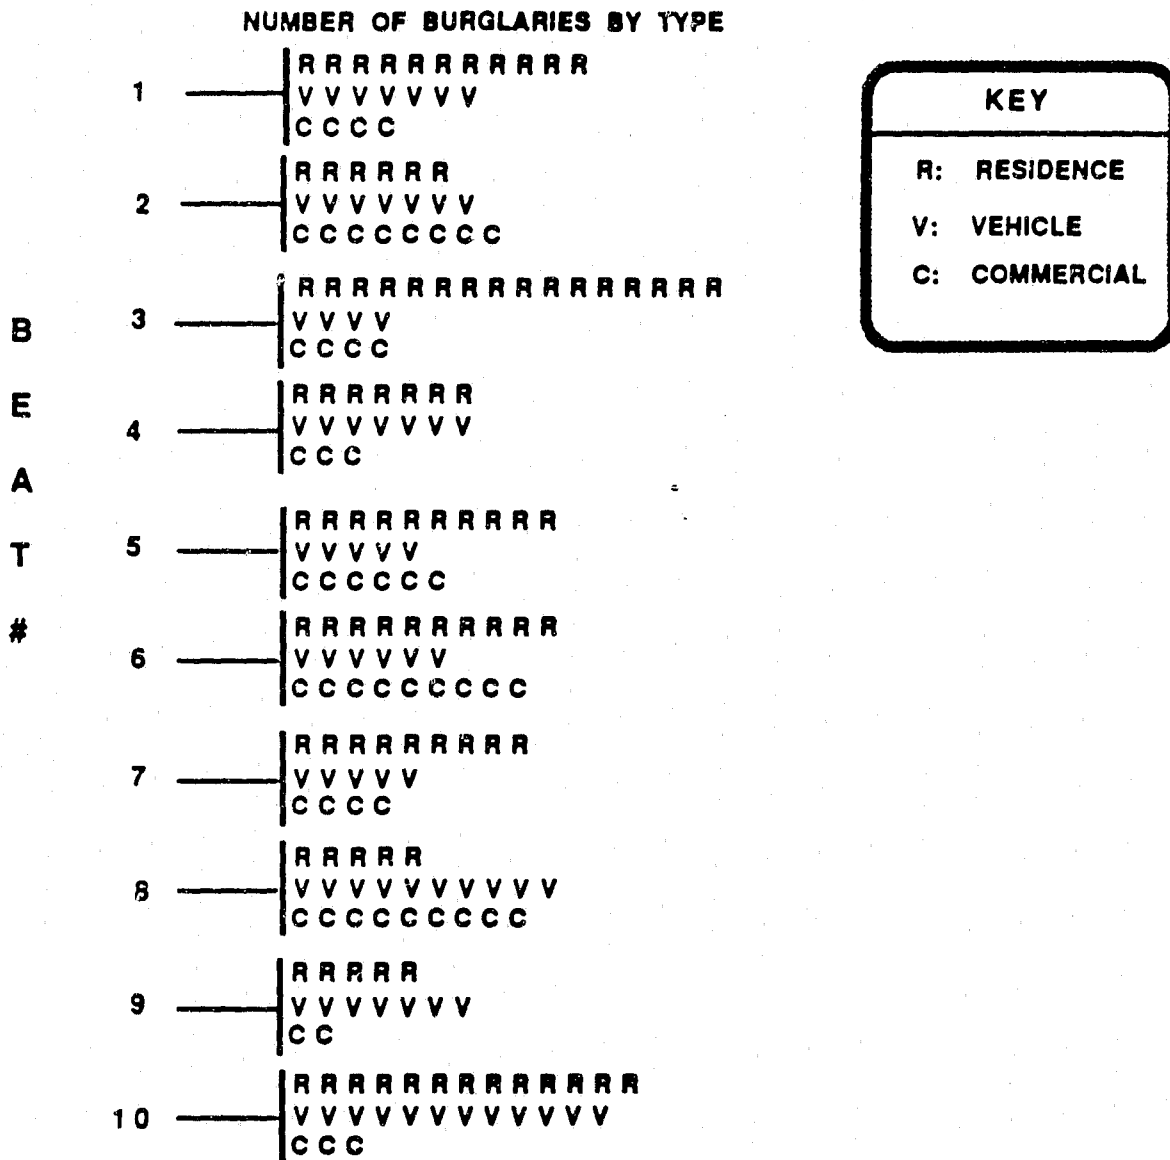 NUMBER OF BURGLARIES BY TYPE
R R R R R R R R R R R
1
V V V V V V V
C C C C
R R R R R R
2
V V V V V V V
C C C C C C C C
R R R R R R R R R R R R R R R R
3
V V V V
C C C C
R R R R R R R
4
V V V V V V V
C C C
R R R R R R R R R R
5
V V V V V
C C C C C C
R R R R R R R R R R
6
V V V V V V
C C C C C C C C C
R R R R R R R R R
7
V V V V V
C C C C
R R R R R
8
V V V V V V V V V V
C C C C C C C C C
R R R R R
9
V V V V V V V
C C
R R R R R R R R R R R R R
10
V V V V V V V V V V V V
C C C
B
E
A
T
#
KEY
R: RESIDENCE
V: VEHICLE
C: COMMERCIAL